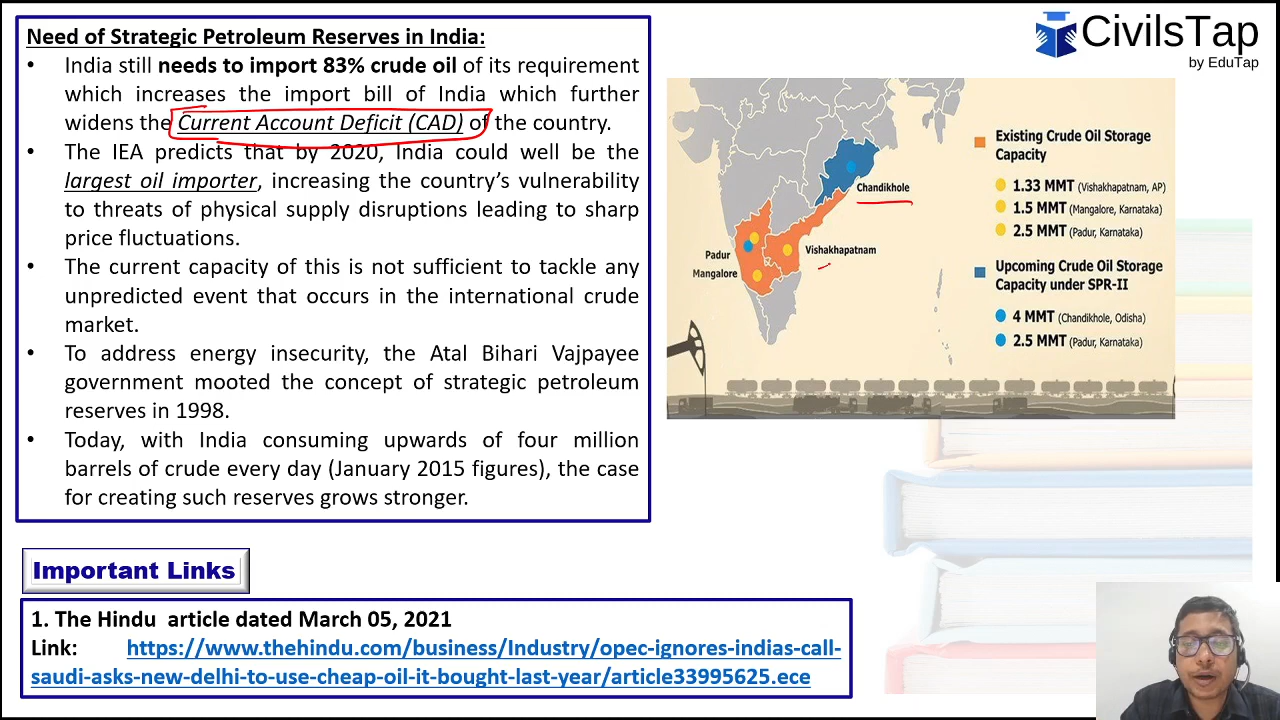 Need of Strategic Petroleum Reserves in India:
• India still needs to import 83% crude oil of its requirement
which increases the import bill of India which further
widens the Current Account Deficit (CAD) of the country.
• The IEA predicts that by 2020, India could well be the
largest oil importer, increasing the country's vulnerability
to threats of physical supply disruptions leading to sharp
price fluctuations.
• The current capacity of this is not sufficient to tackle any
unpredicted event that occurs in the international crude
market.
• To address energy insecurity, the Atal Bihari Vajpayee
government mooted the concept of strategic petroleum
reserves in 1998.
• Today, with India consuming upwards of four million
barrels of crude every day (January 2015 figures), the case
for creating such reserves grows stronger.
CivilsTap
by EduTap
Chandikhole
Vishakhapatnam
Padur
Mangalore
Existing Crude Oil Storage
Capacity
1.33 MMT (Vishakhapatnam, AP)
1.5 MMT (Mangalore, Karnataka)
2.5 MMT (Padur, Karnataka)
Upcoming Crude Oil Storage
Capacity under SPR-II
4 MMT (Chandikhole, Odisha)
2.5 MMT (Padur, Karnataka)
Important Links
1. The Hindu article dated March 05, 2021
Link: https://www.thehindu.com/business/Industry/opec-ignores-indias-call-
saudi-asks-new-delhi-to-use-cheap-oil-it-bought-last-year/article33995625.ece